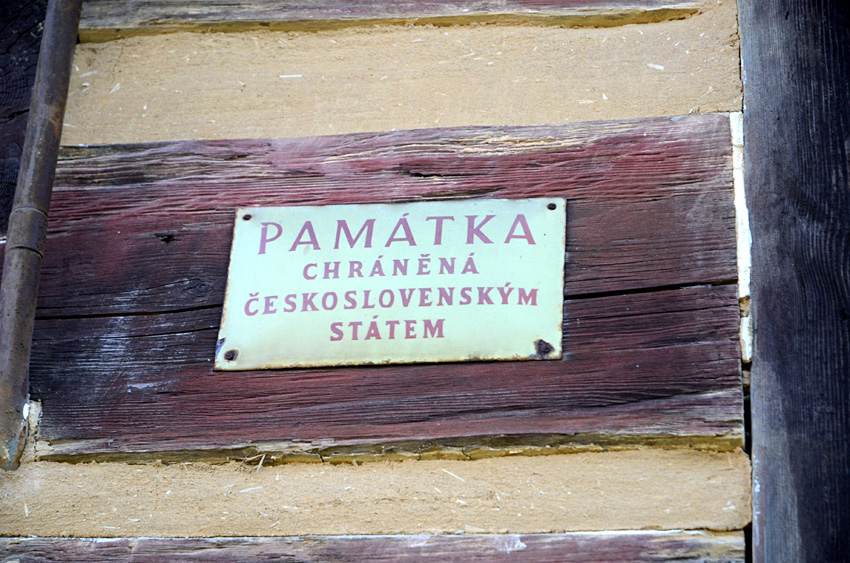 PAMÁTKA
CHRÁNĚNÁ
ČESKOSLOVENSKÝM
STÁTEM